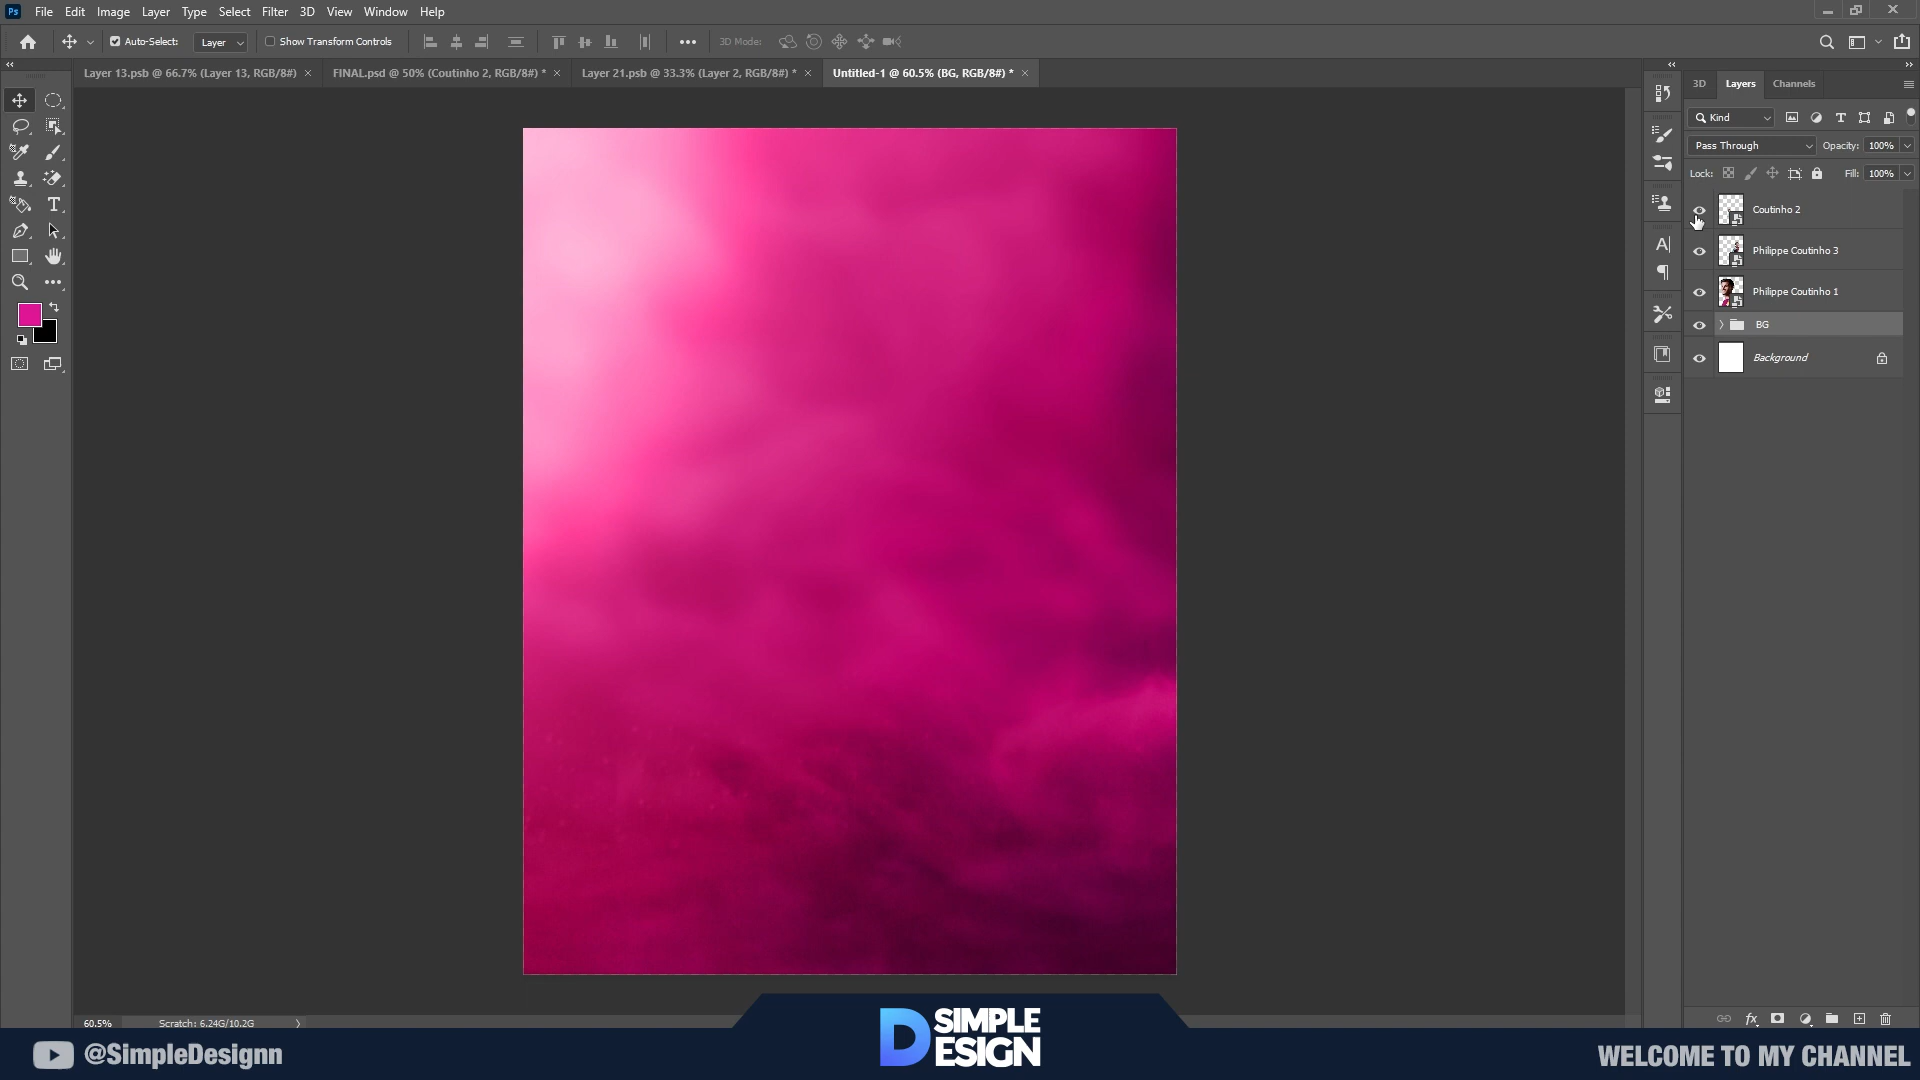 Ps File Edit Image Layer Type Select Filter 3D View Window Help
Auto-Select: Layer Show Transform Controls 3D Mode:
Layer 13.psb @ 66.7% (Layer 13, RGB/8#) FINAL.psd @ 50% (Coutinho 2, RGB/8#) * Layer 21.psb @ 33.3% (Layer 2, RGB/8#) * Untitled-1 @ 60.5% (BG, RGB/8#) *
3D Layers Channels
Kind
Pass Through Opacity: 100%
Lock: Fill: 100%
Coutinho 2
Philippe Coutinho 3
Philippe Coutinho 1
BG
Background
60.5% Scratch: 6.24G/10.2G
@SimpleDesignn
SIMPLE
DESIGN
WELCOME TO MY CHANNEL